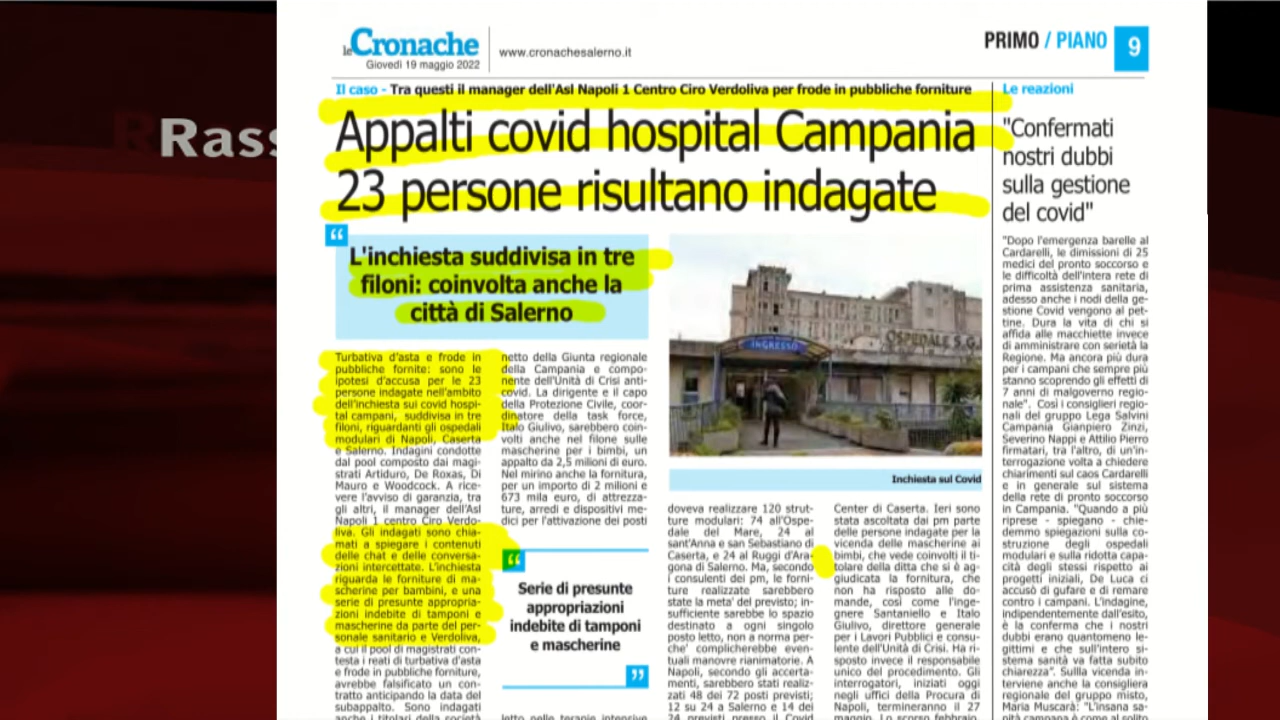 Rass
le Cronache
Giovedì 19 maggio 2022
www.cronachesalerno.it
PRIMO / PIANO 9
Il caso - Tra questi il manager dell'Asl Napoli 1 Centro Ciro Verdoliva per frode in pubbliche forniture
Appalti covid hospital Campania
23 persone risultano indagate
“
L'inchiesta suddivisa in tre
filoni: coinvolta anche la
città di Salerno
Turbativa d'asta e frode in
pubbliche fornite: sono le
ipotesi d'accusa per le 23
persone indagate nell'ambito
dell'inchiesta sui covid hospi-
tal campani, suddivisa in tre
filoni, riguardanti gli ospedali
modulari di Napoli, Caserta
e Salerno. Indagini condotte
dal pool composto dai magi-
strati Artiduro, De Roxas, Di
Mauro e Woodcock. A rice-
vere l'avviso di garanzia, tra
gli altri, il manager dell'Asl
Napoli 1 centro Ciro Verdo-
liva. Gli indagati sono chia-
mati a spiegare i contenuti
delle chat e delle conversa-
zioni intercettate. L'inchiesta
riguarda le forniture di ma-
scherine per bambini, e una
serie di presunte appropria-
zioni indebite di tamponi e
mascherine da parte del per-
sonale sanitario e Verdoliva,
a cui il pool di magistrati con-
testa i reati di turbativa d'asta
e frode in pubbliche forniture,
avrebbe falsificato un con-
tratto anticipando la data del
subappalto. Sono indagati
anche i titolari della società
netto della Giunta regionale
della Campania e compo-
nente dell'Unità di Crisi anti-
covid. La dirigente e il capo
della Protezione Civile, coor-
dinatore della task force,
Italo Giulivo, sarebbero coin-
volti anche nel filone sulle
mascherine per i bimbi, un
appalto da 2,5 milioni di euro.
Nel mirino anche la fornitura,
per un importo di 2 milioni e
673 mila euro, di attrezza-
ture, arredi e dispositivi me-
dici per l'attivazione dei posti
“
Serie di presunte
appropriazioni
indebite di tamponi
e mascherine
”
letto nelle terapie intensive
INGRESSO
OSPEDALE S.G.
Inchiesta sul Covid
doveva realizzare 120 strut-
ture modulari: 74 all'Ospe-
dale del Mare, 24 al
sant'Anna e san Sebastiano di
Caserta, e 24 al Ruggi d'Ara-
gona di Salerno. Ma, secondo
i consulenti dei pm, le forni-
ture realizzate sarebbero
state la meta' del previsto; in-
sufficiente sarebbe lo spazio
destinato a ogni singolo
posto letto, non a norma per-
che' complicherebbe even-
tuali manovre rianimatorie. A
Napoli, secondo gli accerta-
menti, sarebbero stati realiz-
zati 48 dei 72 posti previsti;
12 su 24 a Salerno e 14 dei
24 previsti presso il Covid
Center di Caserta. Ieri sono
stata ascoltata dai pm parte
delle persone indagate per la
vicenda delle mascherine ai
bimbi, che vede coinvolti il ti-
tolare della ditta che si è ag-
giudicata la fornitura, che
non ha risposto alle do-
mande, così come l'inge-
gnere Santaniello e Italo
Giulivo, direttore generale
per i Lavori Pubblici e consu-
lente dell'Unità di Crisi. Ha ri-
sposto invece il responsabile
unico del procedimento. Gli
interrogatori, iniziati oggi
negli uffici della Procura di
Napoli, termineranno il 27
maggio. Lo scorso febbraio,
Le reazioni
"Confermati
nostri dubbi
sulla gestione
del covid"
"Dopo l'emergenza barelle al
Cardarelli, le dimissioni di 25
medici del pronto soccorso e
le difficoltà dell'intera rete di
prima assistenza sanitaria,
adesso anche i nodi della ge-
stione Covid vengono al pet-
tine. Dura la vita di chi si
affida alle macchiette invece
di amministrare con serietà la
Regione. Ma ancora più dura
per i campani che sempre più
stanno scoprendo gli effetti di
7 anni di malgoverno regio-
nale". Così i consiglieri regio-
nali del gruppo Lega Salvini
Campania Gianpiero Zinzi,
Severino Nappi e Attilio Pierro
firmatari, tra l'altro, di un'in-
terrogazione volta a chiedere
chiarimenti sul caos Cardarelli
e in generale sul sistema
della rete di pronto soccorso
in Campania. "Quando a più
riprese - spiegano - chie-
demmo spiegazioni sulla co-
struzione degli ospedali
modulari e sulla ridotta capa-
cità degli stessi rispetto ai
progetti iniziali, De Luca ci
accusò di gufare e di remare
contro i campani. L'indagine,
indipendentemente dall'esito,
è la conferma che i nostri
dubbi erano quantomeno le-
gittimi e che sull'intero si-
stema sanità va fatta subito
chiarezza". Sullla vicenda in-
terviene anche la consigliera
regionale del gruppo misto,
Maria Muscarà: "L'insana sa-
nità campana è come al solito